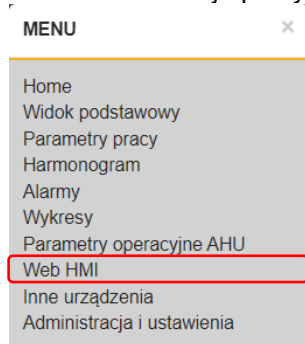 MENU ×
Home
Widok podstawowy
Parametry pracy
Harmonogram
Alarmy
Wykresy
Parametry operacyjne AHU
Web HMI
Inne urządzenia
Administracja i ustawienia